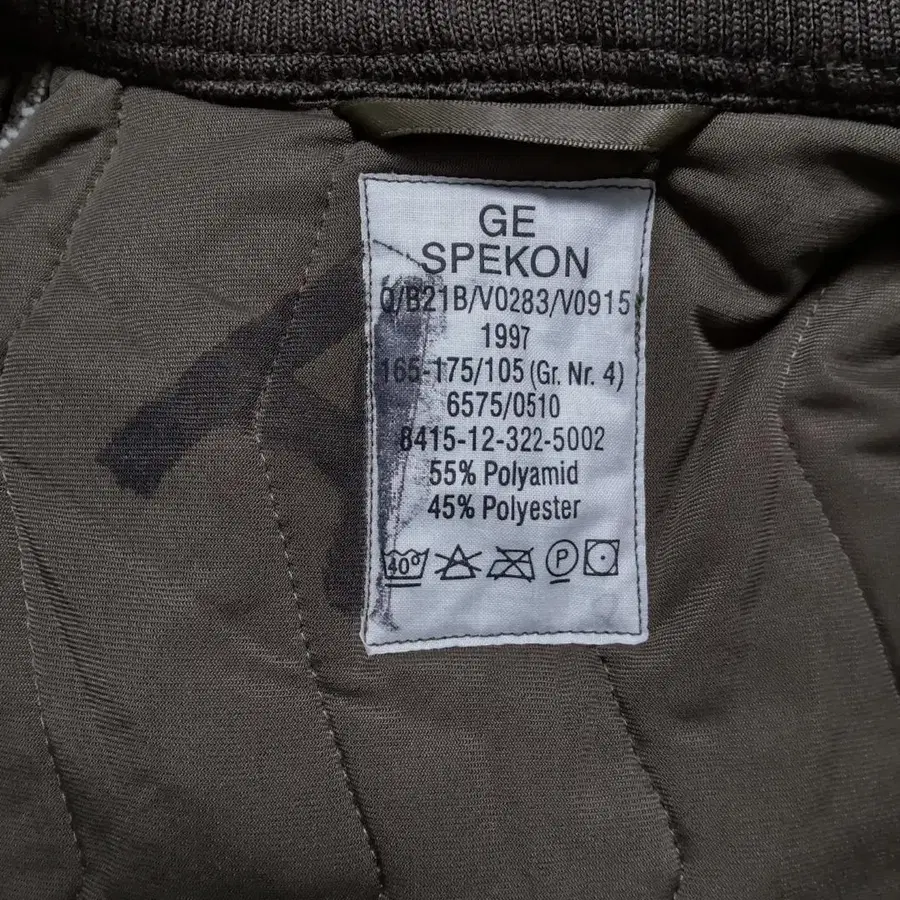 GE
SPEKON
Q/B21B/V0283/V0915
1997
165-175/105 (Gr. Nr. 4)
6575/0510
8415-12-322-5002
55% Polyamid
45% Polyester
40° P